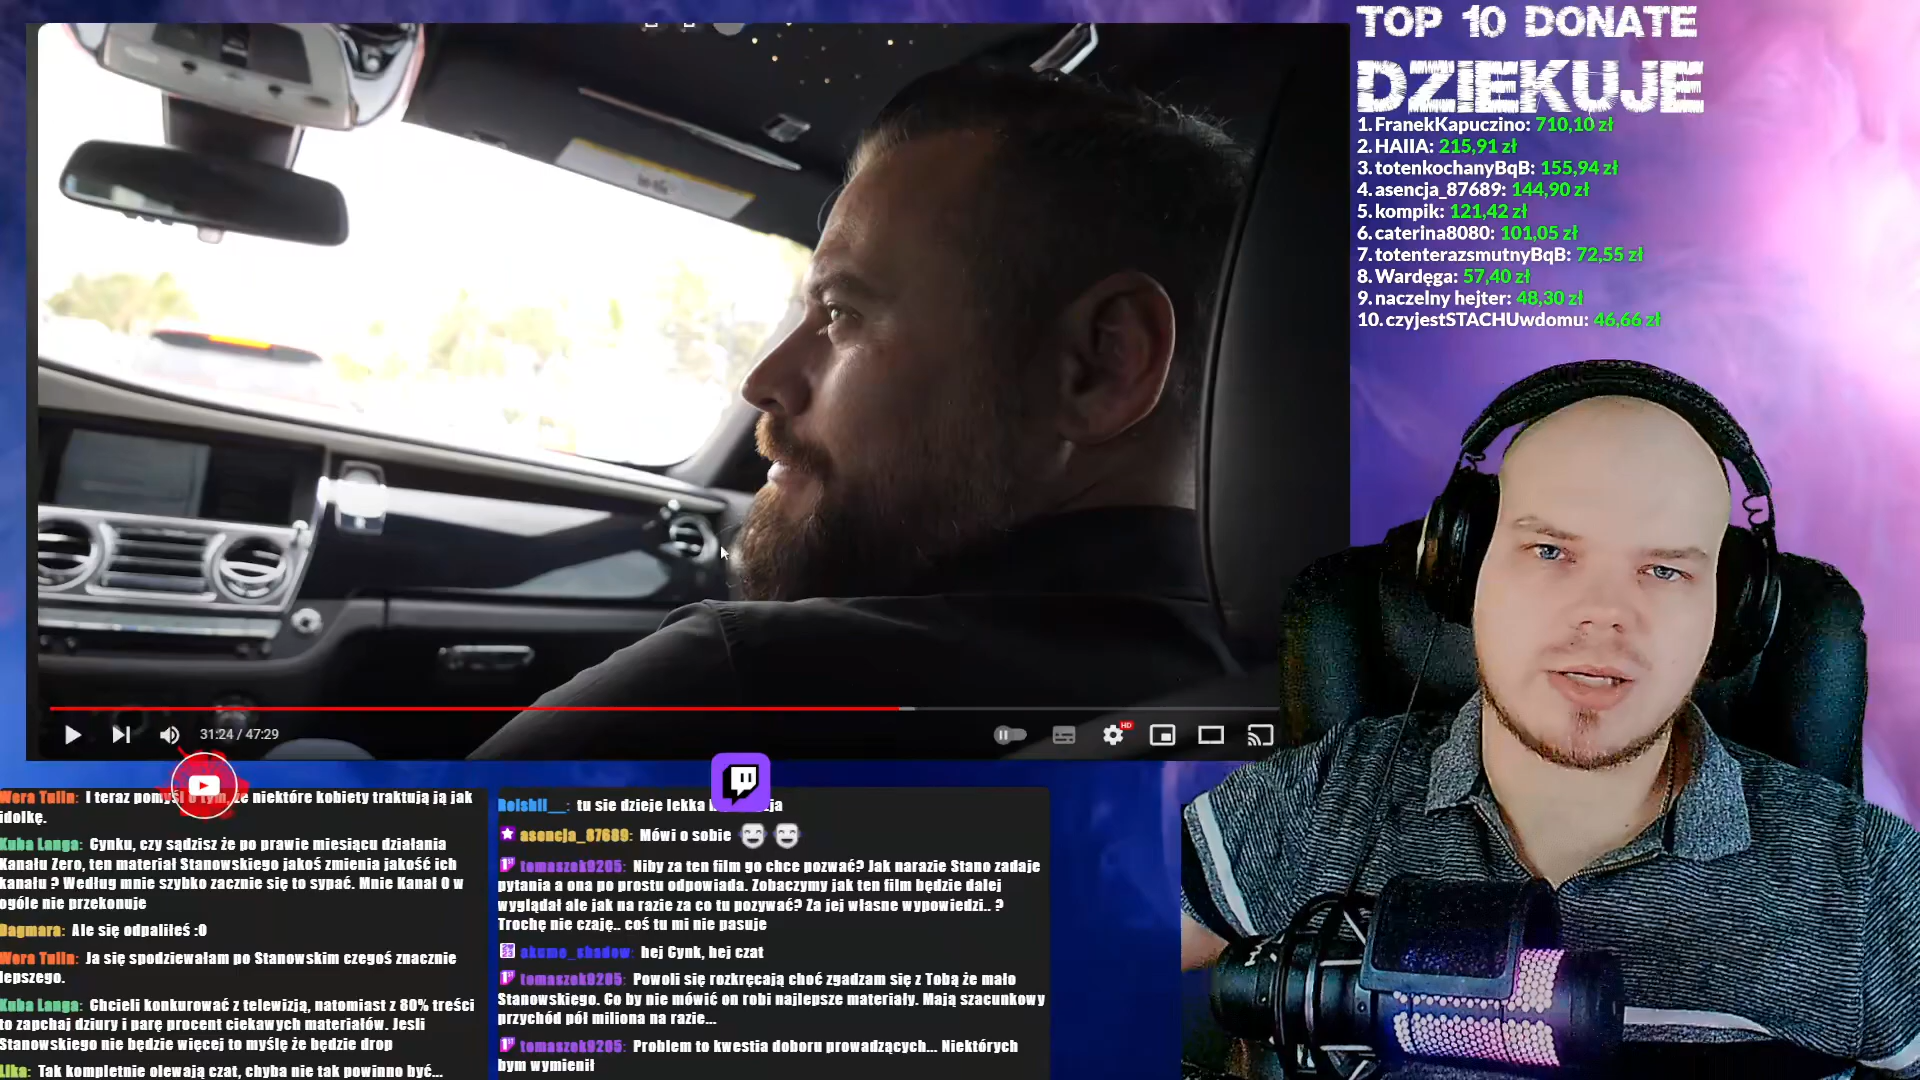 TOP 10 DONATE
DZIEKUJE
1. FranekKapuczino: 710,10 zł
2. HAIIA: 215,91 zł
3. totenkochanyBqB: 155,94 zł
4. asencja_87689: 144,90 zł
5. kompik: 121,42 zł
6. caterina8080: 101,05 zł
7. totenterazsmutnyBqB: 72,55 zł
8. Wardęga: 57,40 zł
9. naczelny hejter: 48,30 zł
10. czyjestSTACHUwdomu: 46,66 zł
31:24 / 47:29
HD
Wera Tulin: I teraz pomyśl o tym, że niektóre kobiety traktują ją jak
idolkę.
Kuba Langa: Cynku, czy sądzisz że po prawie miesiącu działania
Kanału Zero, ten materiał Stanowskiego jakoś zmienia jakość ich
kanału ? Według mnie szybko zacznie się to sypać. Mnie Kanał 0 w
ogóle nie przekonuje
Dagmara: Ale się odpaliłeś :O
Wera Tulin: Ja się spodziewałam po Stanowskim czegoś znacznie
lepszego.
Kuba Langa: Chcieli konkurować z telewizją, natomiast z 80% treści
to zapchaj dziury i parę procent ciekawych materiałów. Jesli
Stanowskiego nie będzie więcej to myślę że będzie drop
Lika: Tak kompletnie olewają czat, chyba nie tak powinno być...
tu sie dzieje lekka
asencja_87689: Mówi o sobie
tomaszek9205: Niby za ten film go chce pozwać? Jak narazie Stano zadaje
pytania a ona po prostu odpowiada. Zobaczymy jak ten film będzie dalej
wyglądał ale jak na razie za co tu pozywać? Za jej własne wypowiedzi.. ?
Trochę nie czaję.. coś tu mi nie pasuje
akumo_shadow: hej Cynk, hej czat
tomaszek9205: Powoli się rozkręcają choć zgadzam się z Tobą że mało
Stanowskiego. Co by nie mówić on robi najlepsze materiały. Mają szacunkowy
przychód pół miliona na razie...
tomaszek9205: Problem to kwestia doboru prowadzących... Niektórych
bym wymienił